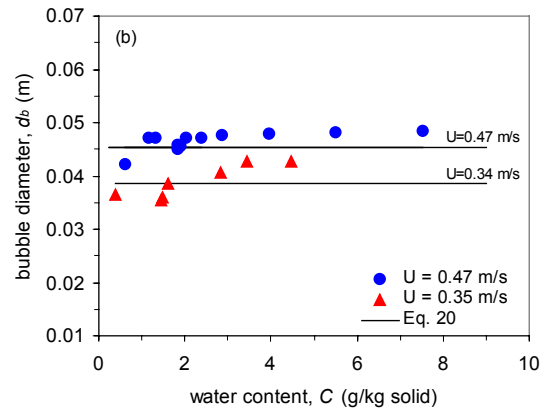 (b)
0.07
0.06
0.05
0.04
0.03
0.02
0.01
bubble diameter, db (m)
U=0.47 m/s
U=0.34 m/s
U = 0.47 m/s
U = 0.35 m/s
Eq. 20
0 2 4 6 8 10
water content, C (g/kg solid)